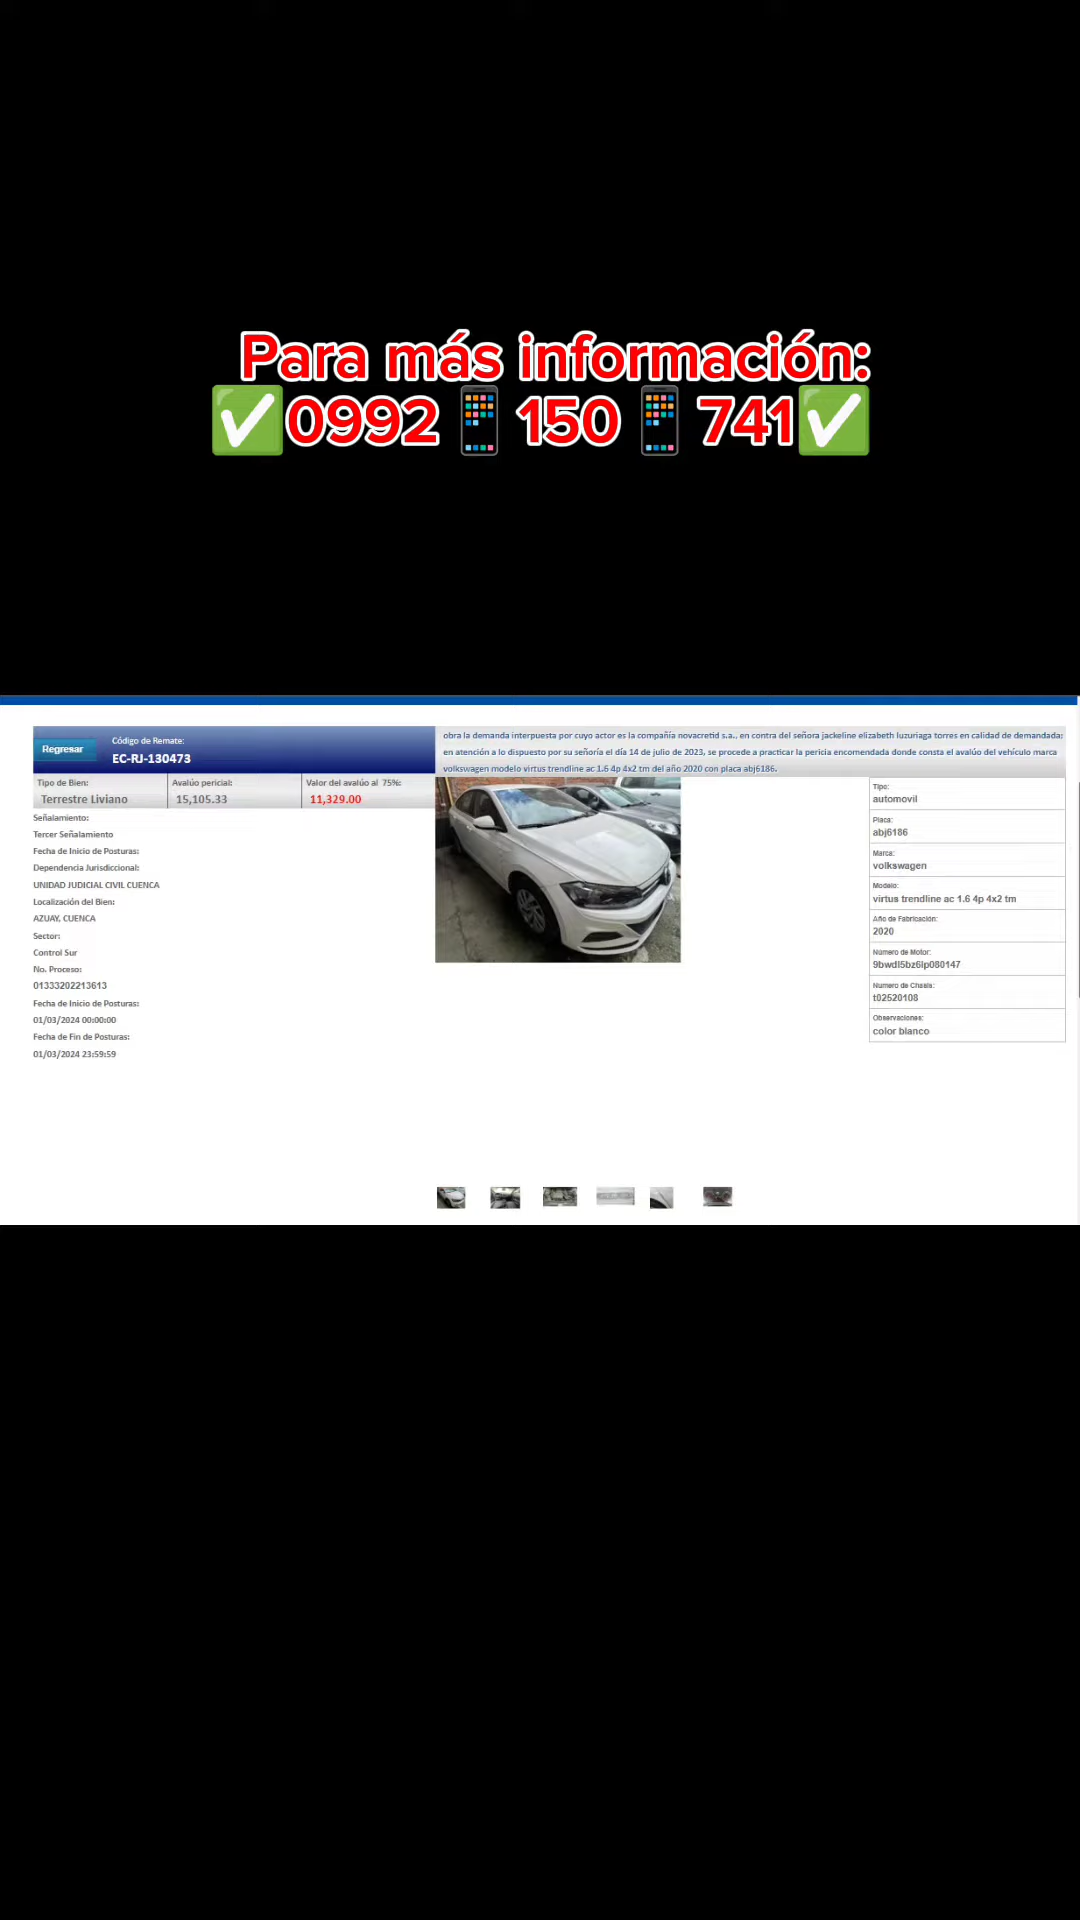 Para más información:
✅0992📱150📱741✅
Regresar
Código de Remate:
EC-RJ-130473
obra la demanda interpuesta por cuyo actor es la compañía novacretid s.a., en contra del señora jackeline elizabeth luzuriaga torres en calidad de demandada:
en atención a lo dispuesto por su señoría el día 14 de julio de 2023, se procede a practicar la pericia encomendada donde consta el avalúo del vehículo marca
volkswagen modelo virtus trendline ac 1.6 4p 4x2 tm del año 2020 con placa abj6186.
Tipo de Bien:
Terrestre Liviano
Avalúo pericial:
15,105.33
Valor del avalúo al 75%:
11,329.00
Señalamiento:
Tercer Señalamiento
Fecha de Inicio de Posturas:
Dependencia Jurisdiccional:
UNIDAD JUDICIAL CIVIL CUENCA
Localización del Bien:
AZUAY, CUENCA
Sector:
Control Sur
No. Proceso:
01333202213613
Fecha de Inicio de Posturas:
01/03/2024 00:00:00
Fecha de Fin de Posturas:
01/03/2024 23:59:59
Tipo:
automovil
Placa:
abj6186
Marca:
volkswagen
Modelo:
virtus trendline ac 1.6 4p 4x2 tm
Año de Fabricación:
2020
Número de Motor:
9bwdl5bz6lp080147
Numero de Chasis:
t02520108
Observaciones:
color blanco